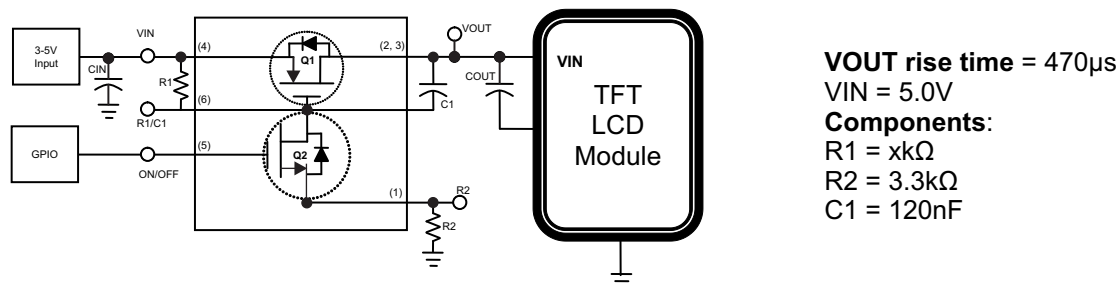 3-5V
Input
CIN
VIN
R1
R1/C1
GPIO
ON/OFF
(4)
(6)
(5)
Q1
Q2
(2, 3)
(1)
C1
VOUT
COUT
R2
R2
VIN
TFT
LCD
Module
VOUT rise time = 470µs
VIN = 5.0V
Components:
R1 = xkΩ
R2 = 3.3kΩ
C1 = 120nF